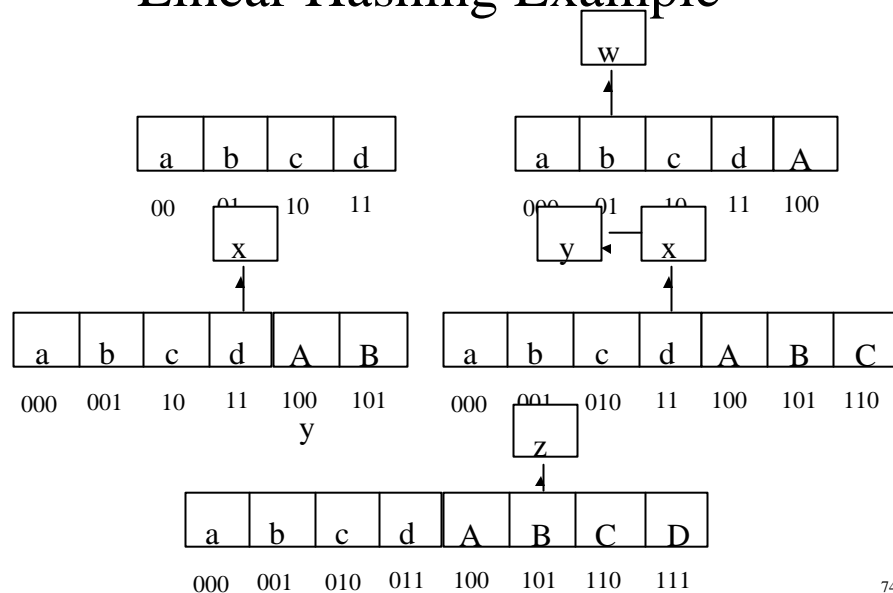 Linear Hashing Example
w
a b c d
a b c d A
00 01 10 11
000 01 10 11 100
x
y x
a b c d A B
a b c d A B C
000 001 10 11 100 101
000 001 010 11 100 101 110
y
z
a b c d A B C D
000 001 010 011 100 101 110 111
74